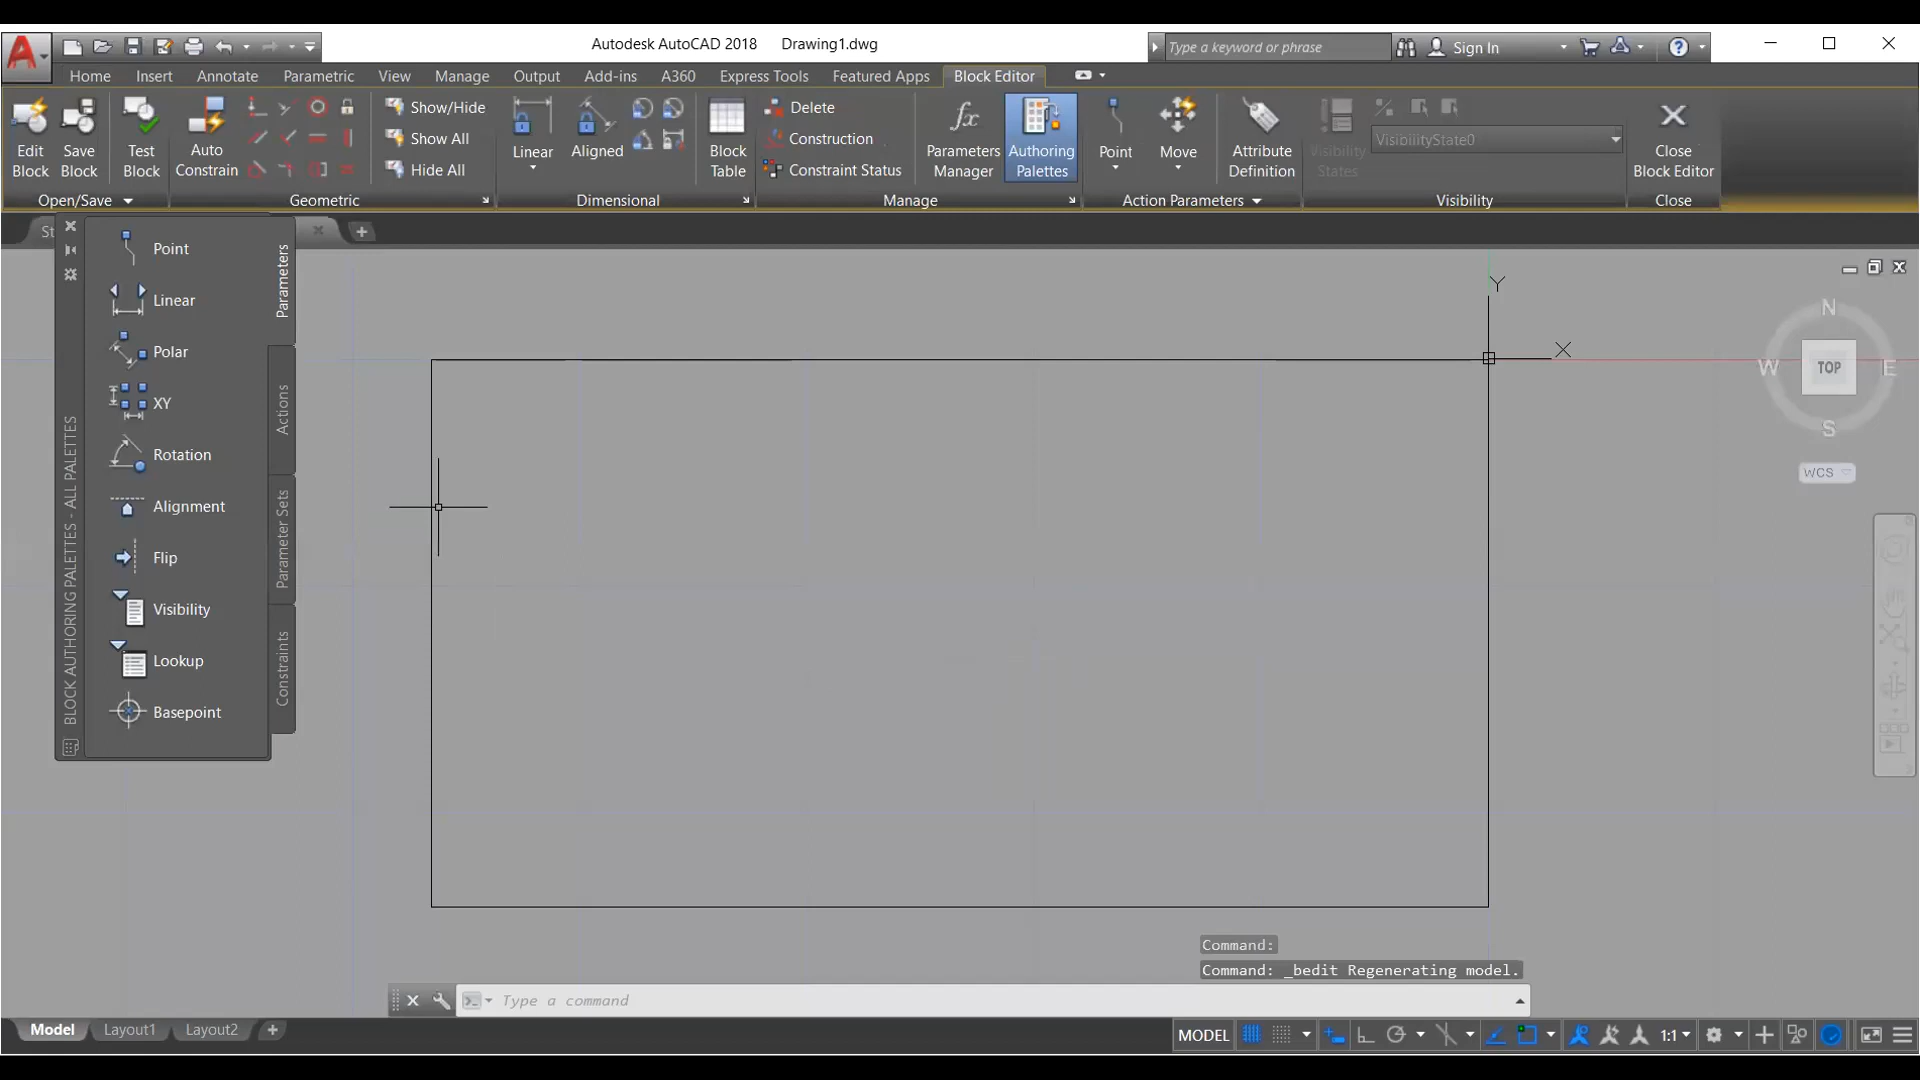 Autodesk AutoCAD 2018 Drawing1.dwg
Type a keyword or phrase
Sign In
Home Insert Annotate Parametric View Manage Output Add-ins A360 Express Tools Featured Apps Block Editor
Edit Block
Save Block
Test Block
Auto Constrain
Show/Hide
Show All
Hide All
Linear
Aligned
Block Table
Delete
Construction
Constraint Status
Parameters Manager
Authoring Palettes
Point
Move
Attribute Definition
Visibility States
VisibilityState0
Close Block Editor
Open/Save Geometric Dimensional Manage Action Parameters Visibility Close
St
Point
Linear
Polar
XY
Rotation
Alignment
Flip
Visibility
Lookup
Basepoint
Parameters
Actions
Parameter Sets
Constraints
BLOCK AUTHORING PALETTES - ALL PALETTES
Y
X
N
W TOP E
S
WCS
Command:
Command: _bedit Regenerating model.
Type a command
Model Layout1 Layout2
MODEL
1:1